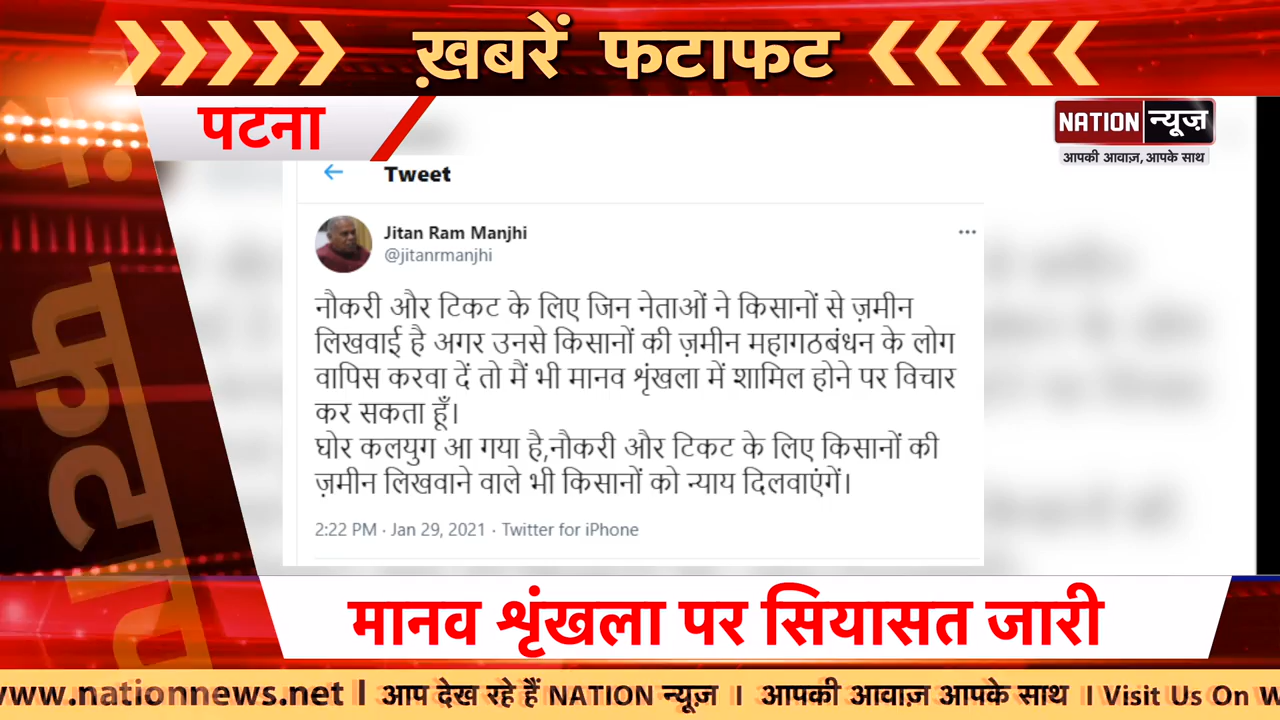 ख़बरें फटाफट
पटना
NATION न्यूज़
आपकी आवाज़, आपके साथ
← Tweet
Jitan Ram Manjhi
@jitanrmanjhi
नौकरी और टिकट के लिए जिन नेताओं ने किसानों से ज़मीन
लिखवाई है अगर उनसे किसानों की ज़मीन महागठबंधन के लोग
वापिस करवा दें तो मैं भी मानव शृंखला में शामिल होने पर विचार
कर सकता हूँ।
घोर कलयुग आ गया है,नौकरी और टिकट के लिए किसानों की
ज़मीन लिखवाने वाले भी किसानों को न्याय दिलवाएंगें।
2:22 PM · Jan 29, 2021 · Twitter for iPhone
मानव शृंखला पर सियासत जारी
www.nationnews.net । आप देख रहे हैं NATION न्यूज़ । आपकी आवाज़ आपके साथ । Visit Us On W